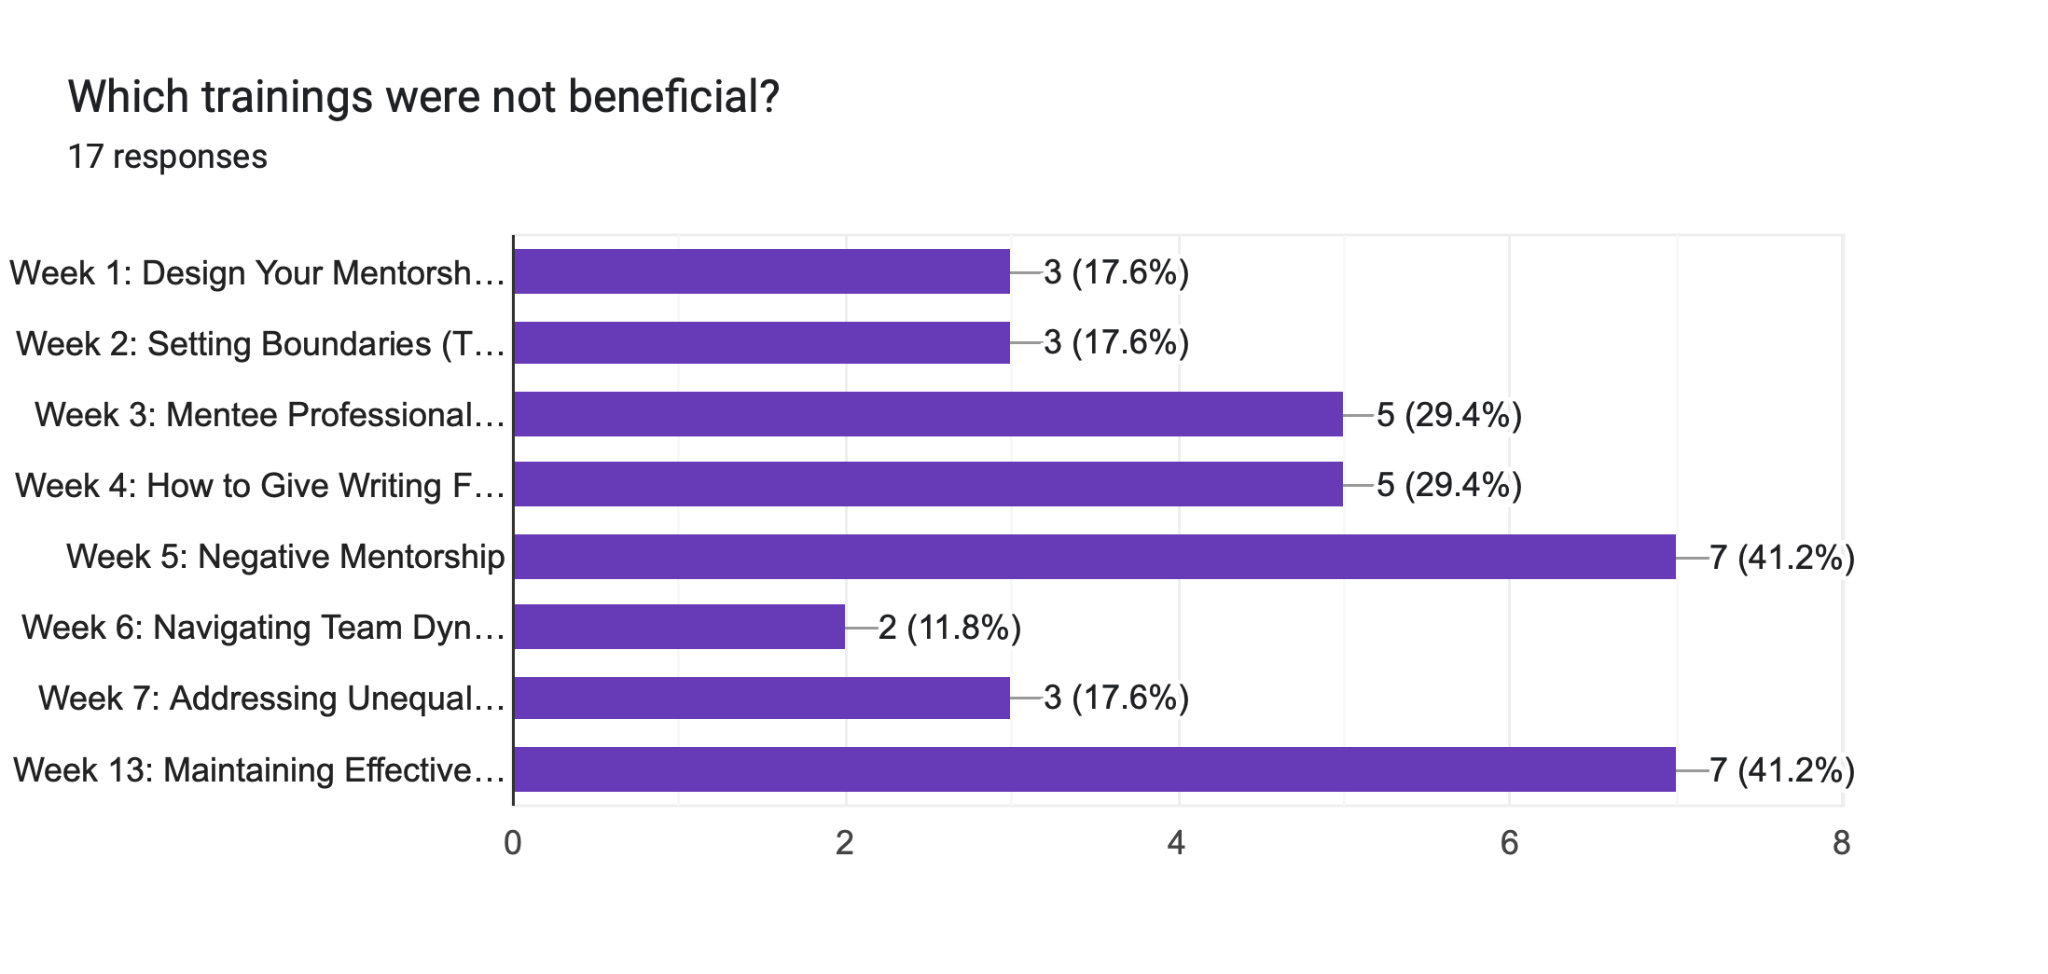 Which trainings were not beneficial?
17 responses
Week 1: Design Your Mentorsh… 3 (17.6%)
Week 2: Setting Boundaries (T… 3 (17.6%)
Week 3: Mentee Professional… 5 (29.4%)
Week 4: How to Give Writing F… 5 (29.4%)
Week 5: Negative Mentorship 7 (41.2%)
Week 6: Navigating Team Dyn… 2 (11.8%)
Week 7: Addressing Unequal… 3 (17.6%)
Week 13: Maintaining Effective… 7 (41.2%)
0 2 4 6 8